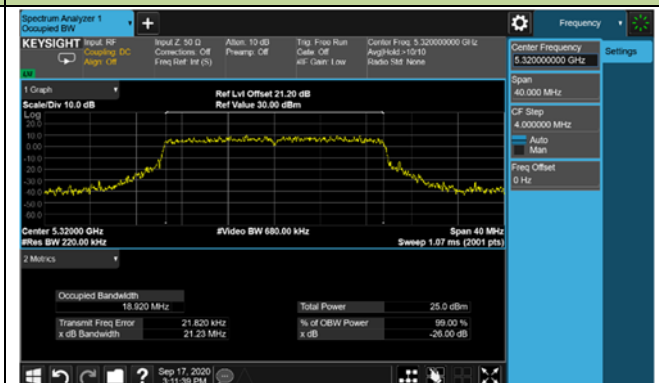 Spectrum Analyzer 1
Occupied BW
Frequency
KEYSIGHT
Input: RF
Coupling: DC
Align: Off
Input Z: 50 Ω
Corrections: Off
Freq Ref: Int (S)
Atten: 10 dB
Preamp: Off
Trig: Free Run
Gate: Off
#IF Gain: Low
Center Freq: 5.320000000 GHz
Avg|Hold:>10/10
Radio Std: None
Center Frequency
5.320000000 GHz
Settings
Span
40.000 MHz
CF Step
4.000000 MHz
Auto
Man
Freq Offset
0 Hz
1 Graph
Scale/Div 10.0 dB
Ref Lvl Offset 21.20 dB
Ref Value 30.00 dBm
Log
20.0
10.0
0.00
-10.0
-20.0
-30.0
-40.0
-50.0
-60.0
Center 5.32000 GHz
#Res BW 220.00 kHz
#Video BW 680.00 kHz
Span 40 MHz
Sweep 1.07 ms (2001 pts)
2 Metrics
Occupied Bandwidth
18.920 MHz
Total Power 25.0 dBm
Transmit Freq Error 21.820 kHz
% of OBW Power 99.00 %
x dB Bandwidth 21.23 MHz
x dB -26.00 dB
?
Sep 17, 2020
3:11:39 PM